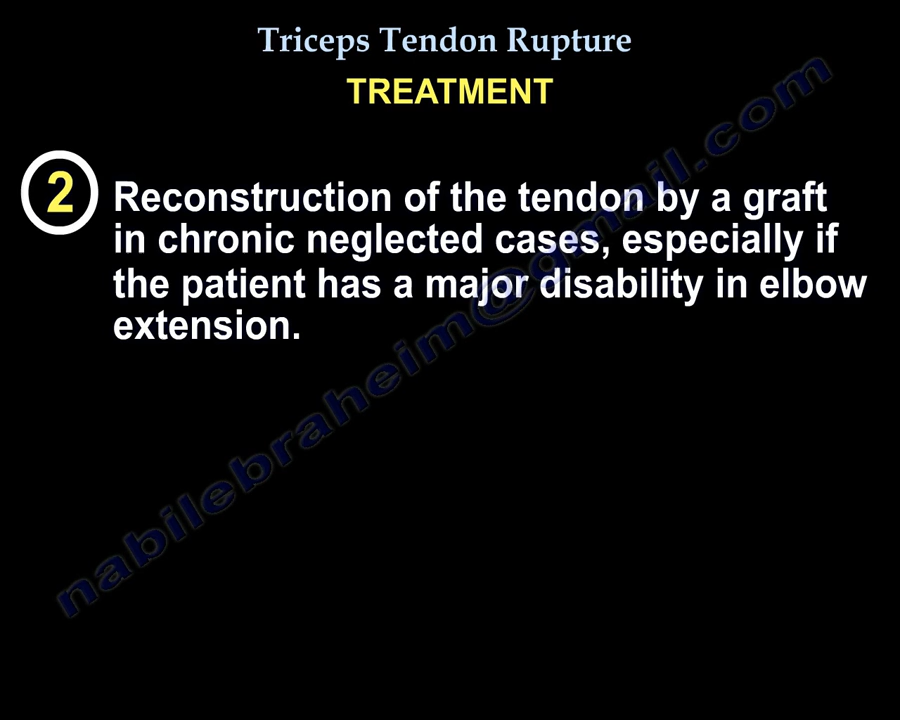 Triceps Tendon Rupture
TREATMENT
2
Reconstruction of the tendon by a graft
in chronic neglected cases, especially if
the patient has a major disability in elbow
extension.
nabilebraheim@gmail.com